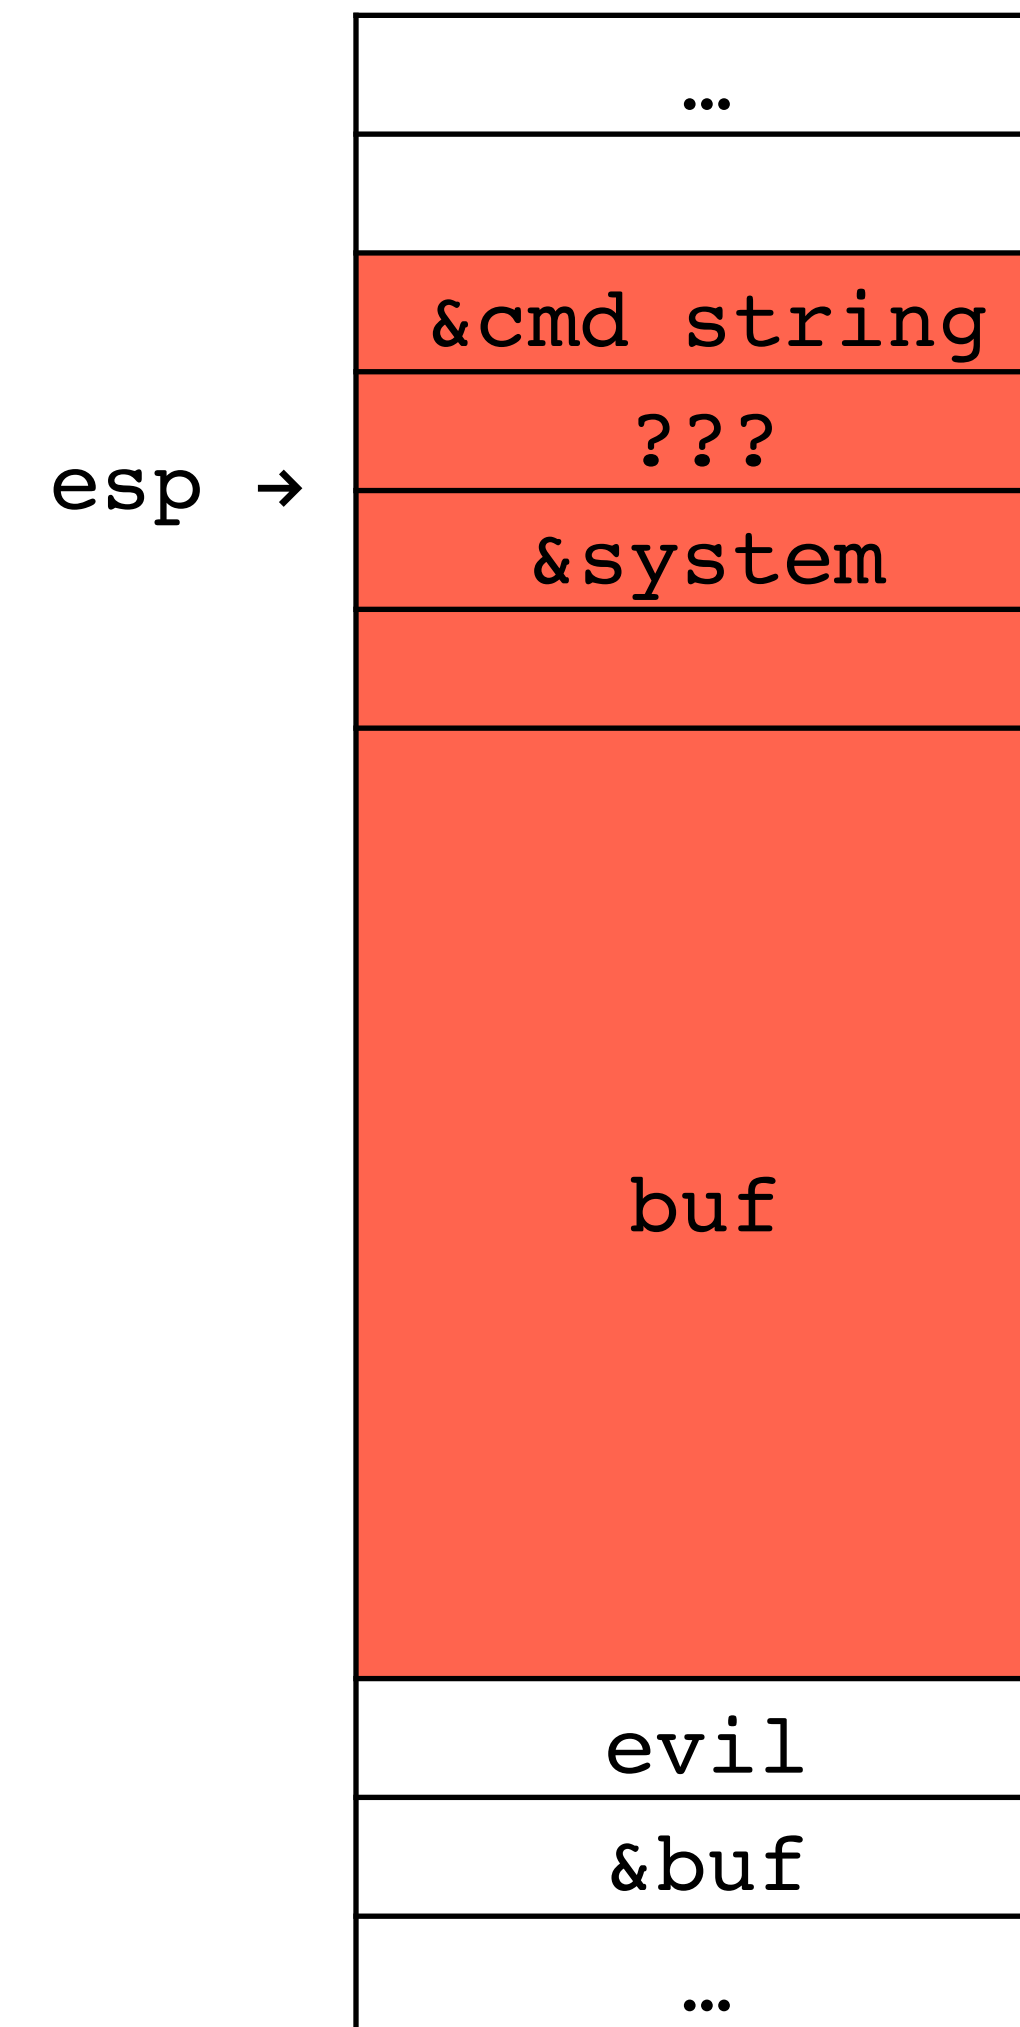 …
&cmd string
???
esp →
&system
buf
evil
&buf
…